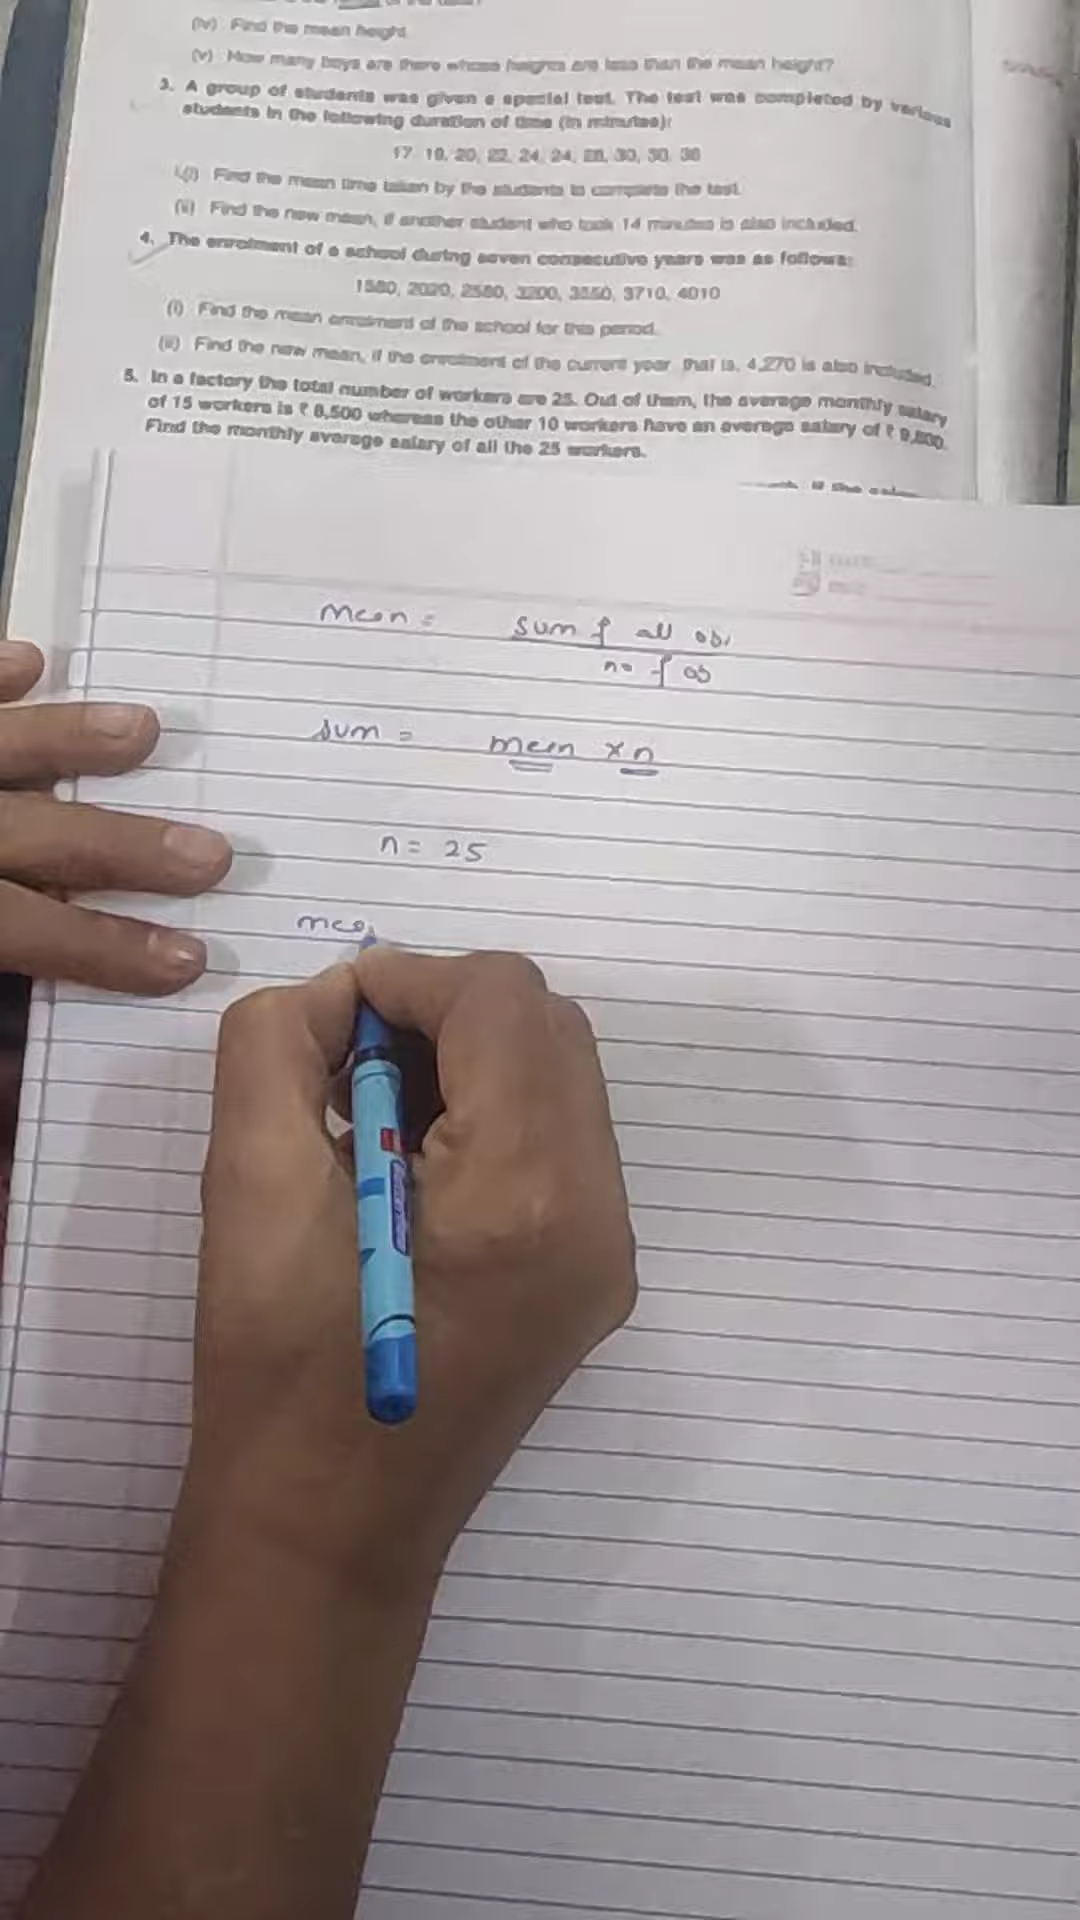 (iv) Find the mean height
(v) How many boys are there whose heights are less than the mean height?
3. A group of students was given a special test. The test was completed by various
students in the following duration of time (in minutes):
17, 19, 20, 22, 24, 24, 28, 30, 30, 36
(i) Find the mean time taken by the students to complete the test.
(ii) Find the new mean, if another student who took 14 minutes is also included.
4. The enrolment of a school during seven consecutive years was as follows:
1580, 2020, 2580, 3200, 3710, 4010
(i) Find the mean enrolment of the school for this period.
(ii) Find the new mean, if the enrolment of the current year that is, 4,270 is also included.
5. In a factory the total number of workers are 25. Out of them, the average monthly salary
of 15 workers is ₹ 8,500 whereas the other 10 workers have an average salary of ₹ 9,800.
Find the monthly average salary of all the 25 workers.
if the
mean = sum of all ob.
no of ob
sum = mean x n
n = 25
mea